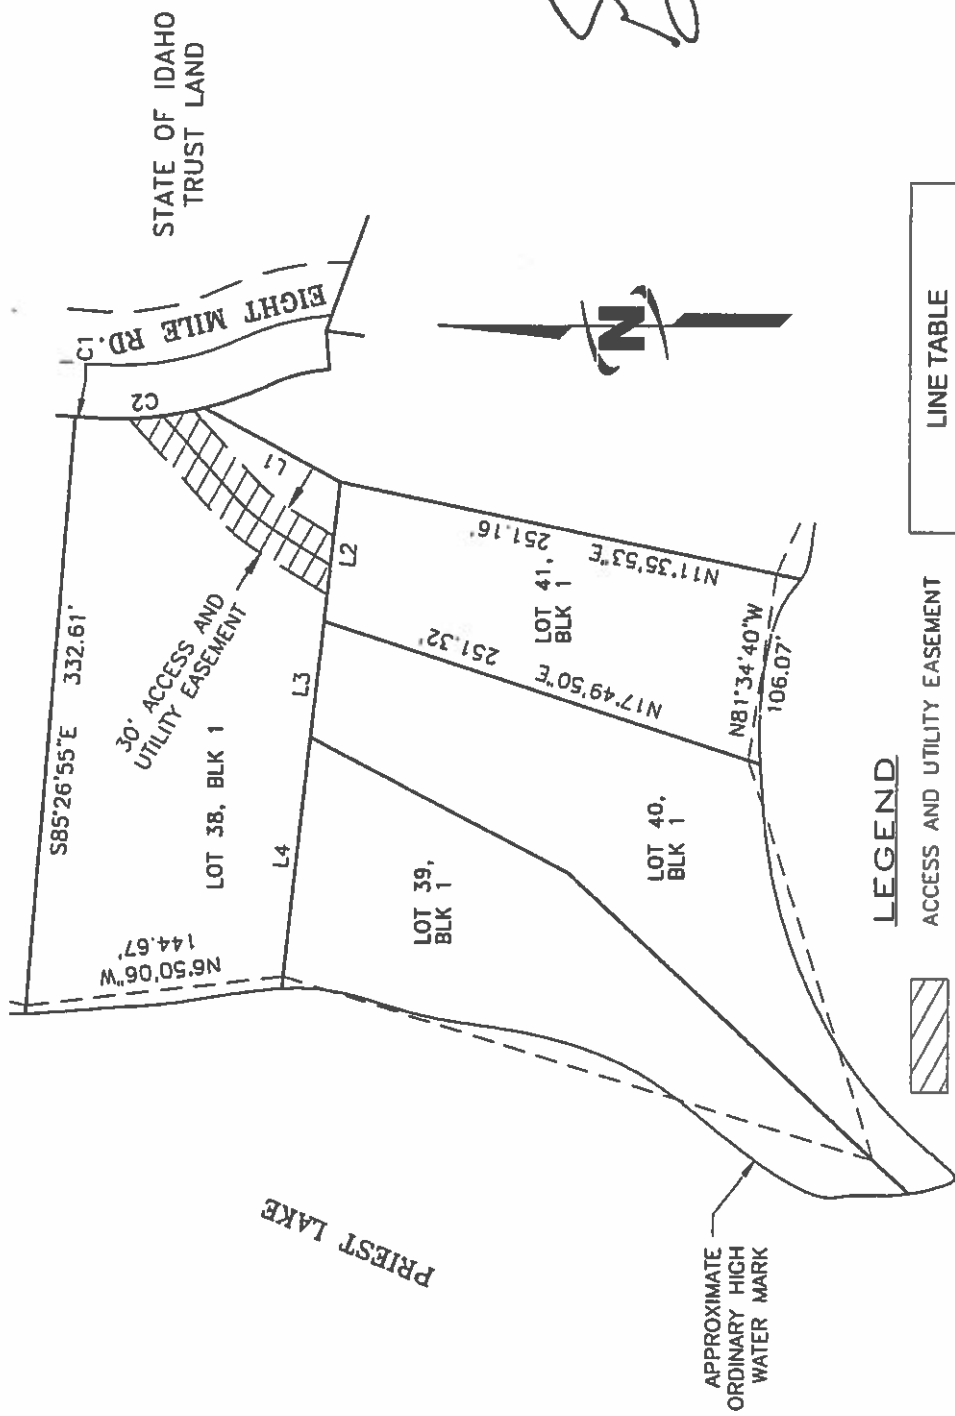 STATE OF IDAHO
TRUST LAND
EIGHT MILE RD.
C1
C2
S85°26'55"E 332.61'
30' ACCESS AND
UTILITY EASEMENT
L1
L2
L3
L4
LOT 38, BLK 1
N6°50'06"W
144.67'
LOT 39,
BLK 1
LOT 40,
BLK 1
LOT 41,
BLK 1
251.16'
N11°35'53"E
251.32'
N17°49'50"E
N81°34'40"W
106.07'
N
PRIEST LAKE
APPROXIMATE
ORDINARY HIGH
WATER MARK
LEGEND
ACCESS AND UTILITY EASEMENT
LINE TABLE